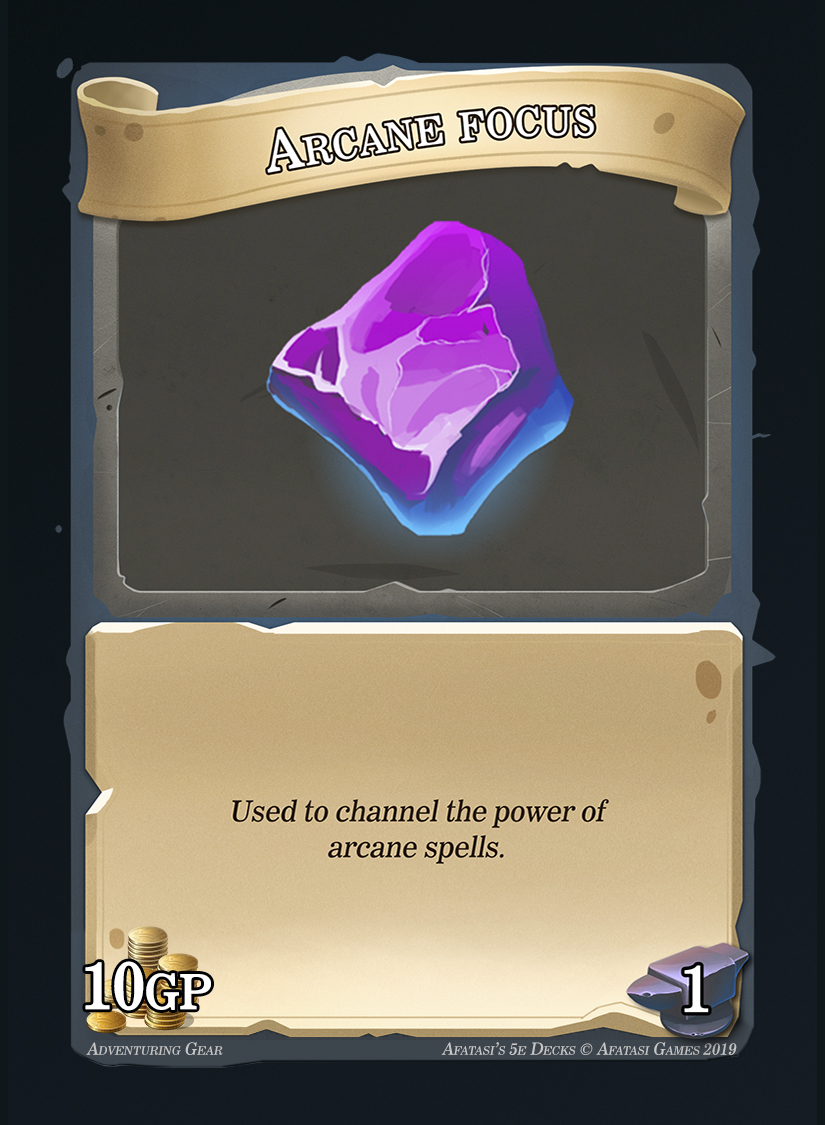 Arcane focus
Used to channel the power of
arcane spells.
10GP
1
Adventuring Gear
Afatasi's 5e Decks © Afatasi Games 2019